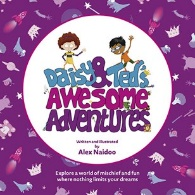 Daisy & Ted's
Awesome
Adventures
Written and illustrated
by
Alex Naidoo
Explore a world of mischief and fun
where nothing limits your dreams